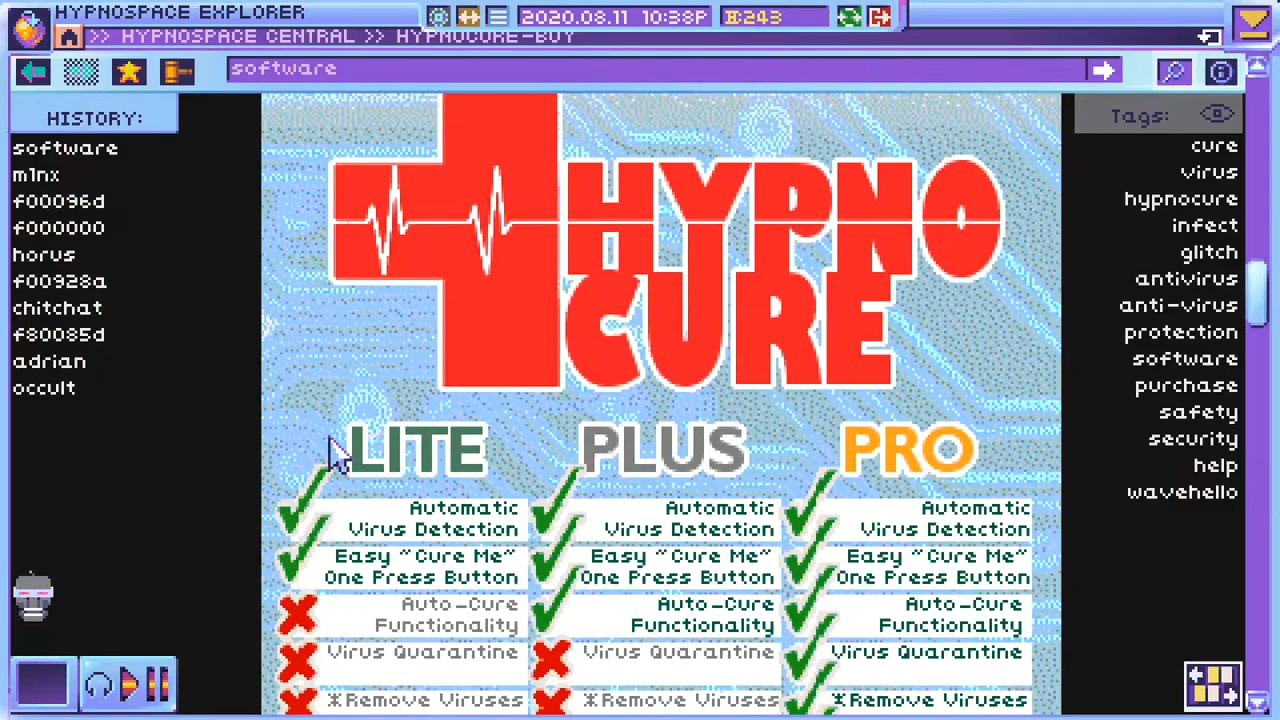 HYPNOSPACE EXPLORER
2020.08.11 10:38P
243
>> HYPNOSPACE CENTRAL >> HYPNOCURE-BUY
software
HISTORY:
software
m1nx
f00096d
f000000
horus
f00928a
chitchat
f80085d
adrian
occult
HYPNO
CURE
LITE
Automatic
Virus Detection
Easy ~Cure Me~
One Press Button
Auto-Cure
Functionality
Virus Quarantine
*Remove Viruses
PLUS
Automatic
Virus Detection
Easy ~Cure Me~
One Press Button
Auto-Cure
Functionality
Virus Quarantine
*Remove Viruses
PRO
Automatic
Virus Detection
Easy ~Cure Me~
One Press Button
Auto-Cure
Functionality
Virus Quarantine
*Remove Viruses
Tags:
cure
virus
hypnocure
infect
glitch
antivirus
anti-virus
protection
software
purchase
safety
security
help
wavehello